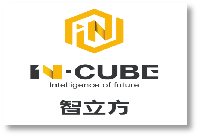 IN-CUBE
Intelligence of future
智立方